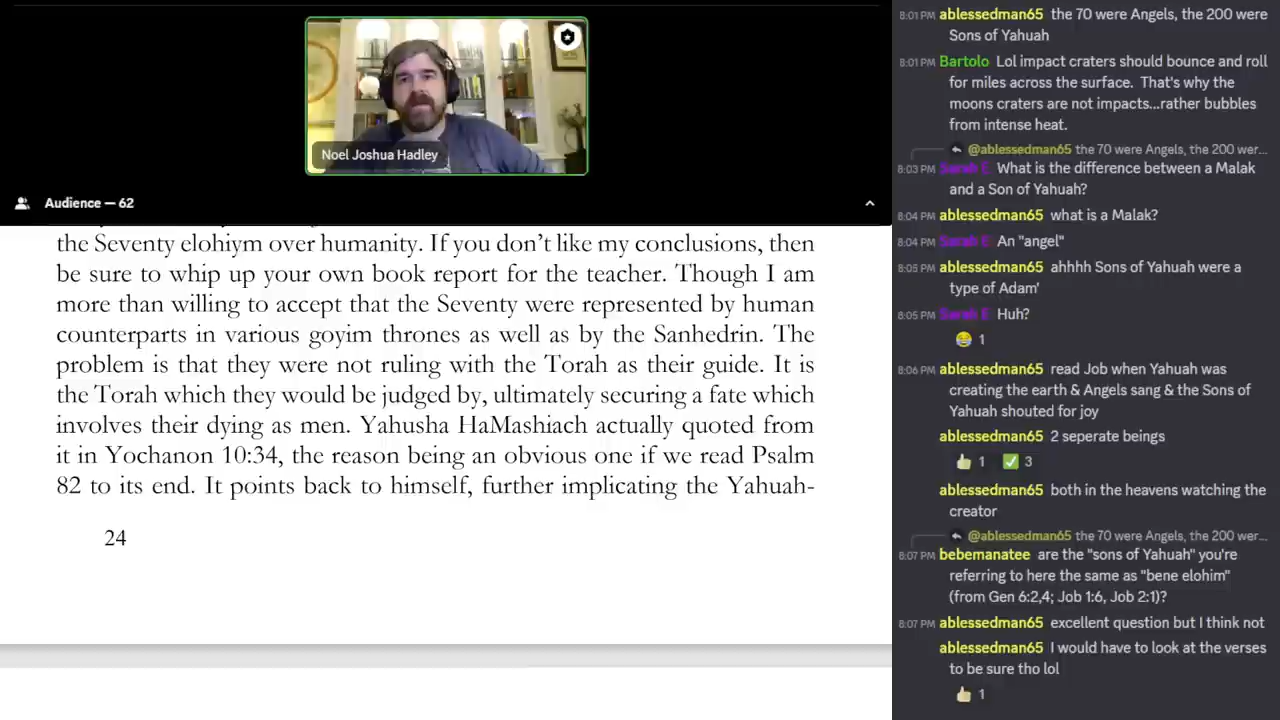 Noel Joshua Hadley
Audience — 62
the Seventy elohiym over humanity. If you don't like my conclusions, then
be sure to whip up your own book report for the teacher. Though I am
more than willing to accept that the Seventy were represented by human
counterparts in various goyim thrones as well as by the Sanhedrin. The
problem is that they were not ruling with the Torah as their guide. It is
the Torah which they would be judged by, ultimately securing a fate which
involves their dying as men. Yahusha HaMashiach actually quoted from
it in Yochanon 10:34, the reason being an obvious one if we read Psalm
82 to its end. It points back to himself, further implicating the Yahuah-
24
8:01 PM ablessedman65 the 70 were Angels, the 200 were
Sons of Yahuah
8:01 PM Bartolo Lol impact craters should bounce and roll
for miles across the surface. That's why the
moons craters are not impacts...rather bubbles
from intense heat.
@ablessedman65 the 70 were Angels, the 200 wer...
8:03 PM Sarah E What is the difference between a Malak
and a Son of Yahuah?
8:04 PM ablessedman65 what is a Malak?
8:04 PM Sarah E An "angel"
8:05 PM ablessedman65 ahhhh Sons of Yahuah were a
type of Adam'
8:05 PM Sarah E Huh?
1
8:06 PM ablessedman65 read Job when Yahuah was
creating the earth & Angels sang & the Sons of
Yahuah shouted for joy
ablessedman65 2 seperate beings
1 3
ablessedman65 both in the heavens watching the
creator
@ablessedman65 the 70 were Angels, the 200 wer...
8:07 PM bebemanatee are the "sons of Yahuah" you're
referring to here the same as "bene elohim"
(from Gen 6:2,4; Job 1:6, Job 2:1)?
8:07 PM ablessedman65 excellent question but I think not
ablessedman65 I would have to look at the verses
to be sure tho lol
1